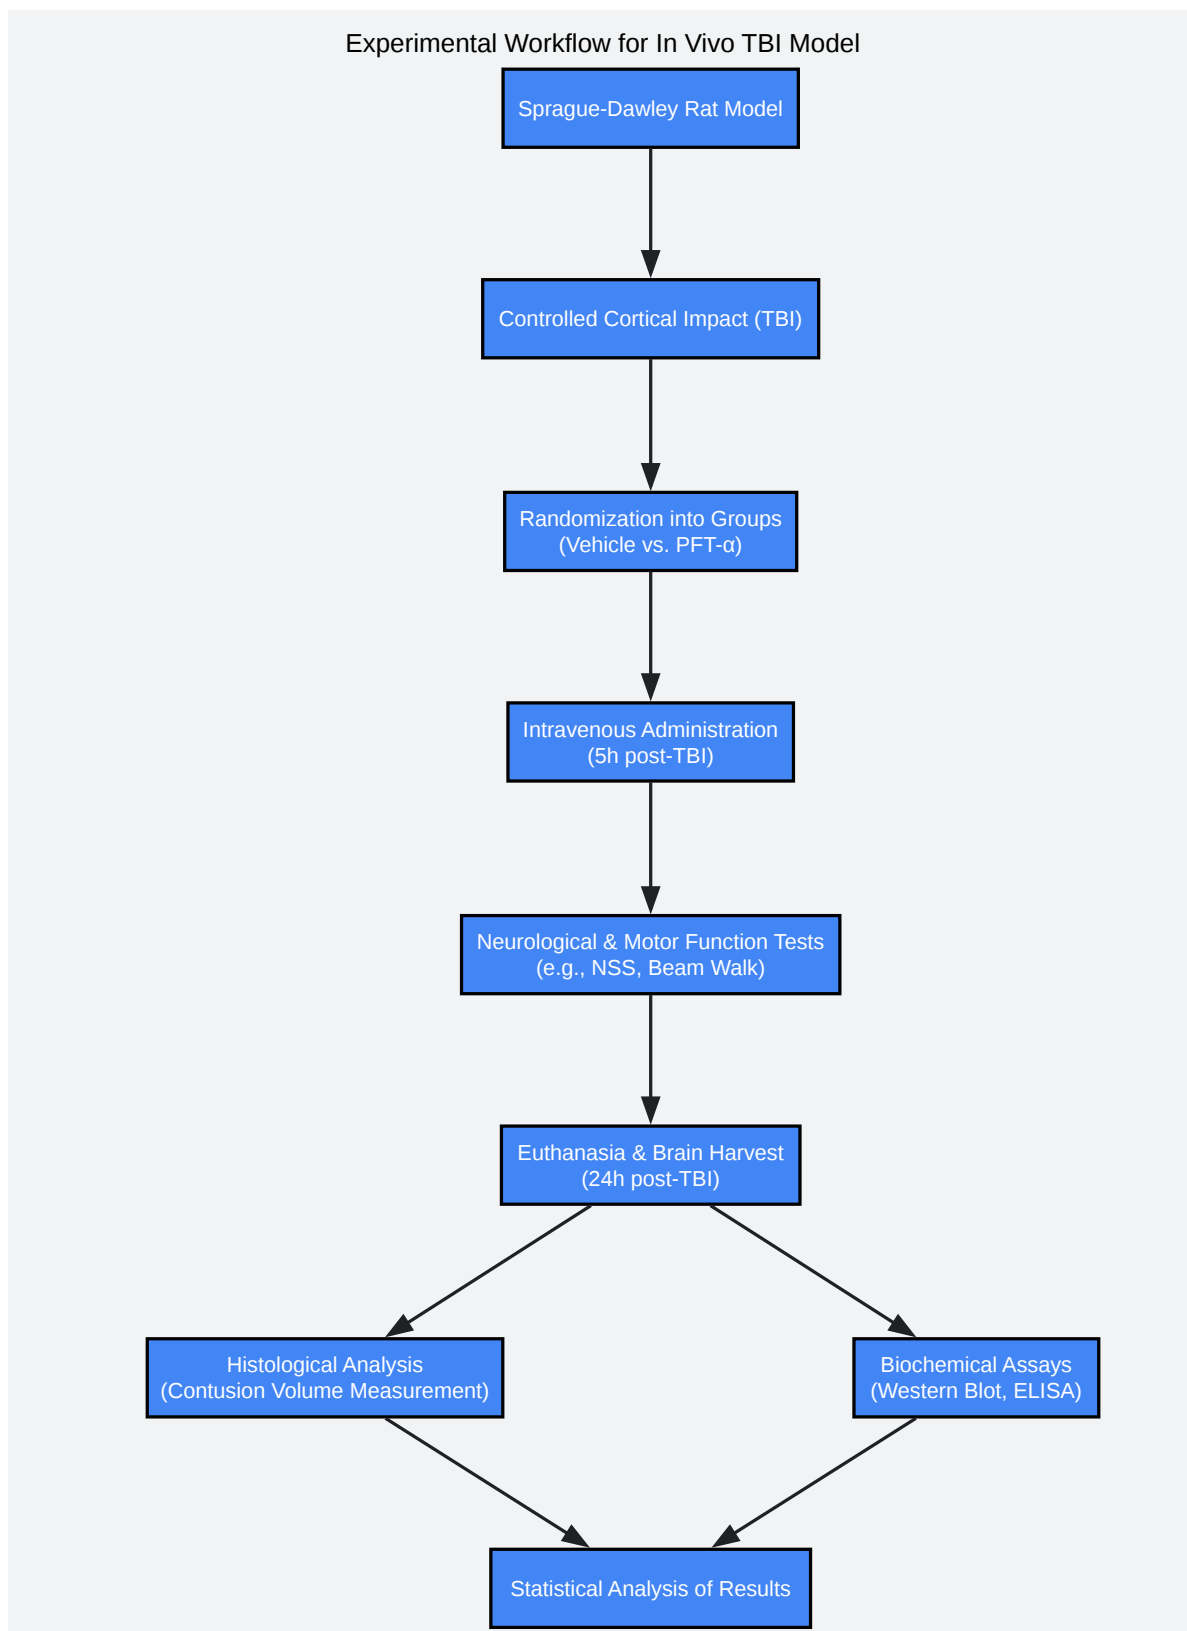 Experimental Workflow for In Vivo TBI Model
Sprague-Dawley Rat Model
Controlled Cortical Impact (TBI)
Randomization into Groups
(Vehicle vs. PFT-α)
Intravenous Administration
(5h post-TBI)
Neurological & Motor Function Tests
(e.g., NSS, Beam Walk)
Euthanasia & Brain Harvest
(24h post-TBI)
Histological Analysis
(Contusion Volume Measurement)
Biochemical Assays
(Western Blot, ELISA)
Statistical Analysis of Results